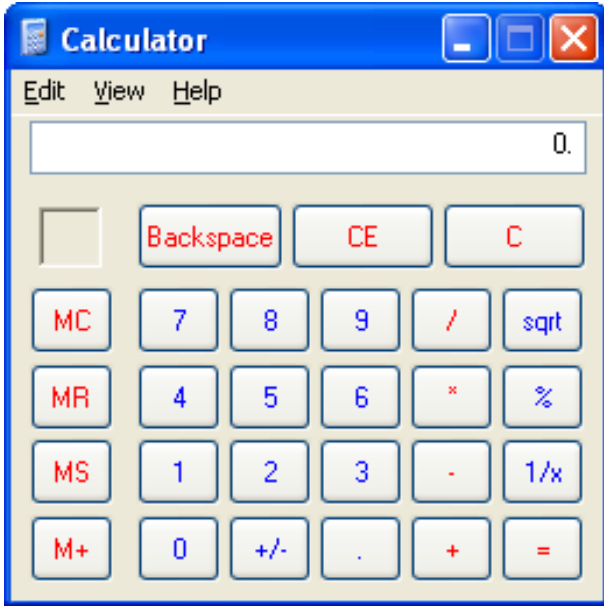 Calculator
Edit View Help
0.
Backspace CE C
MC 7 8 9 / sqrt
MR 4 5 6 * %
MS 1 2 3 - 1/x
M+ 0 +/- . + =